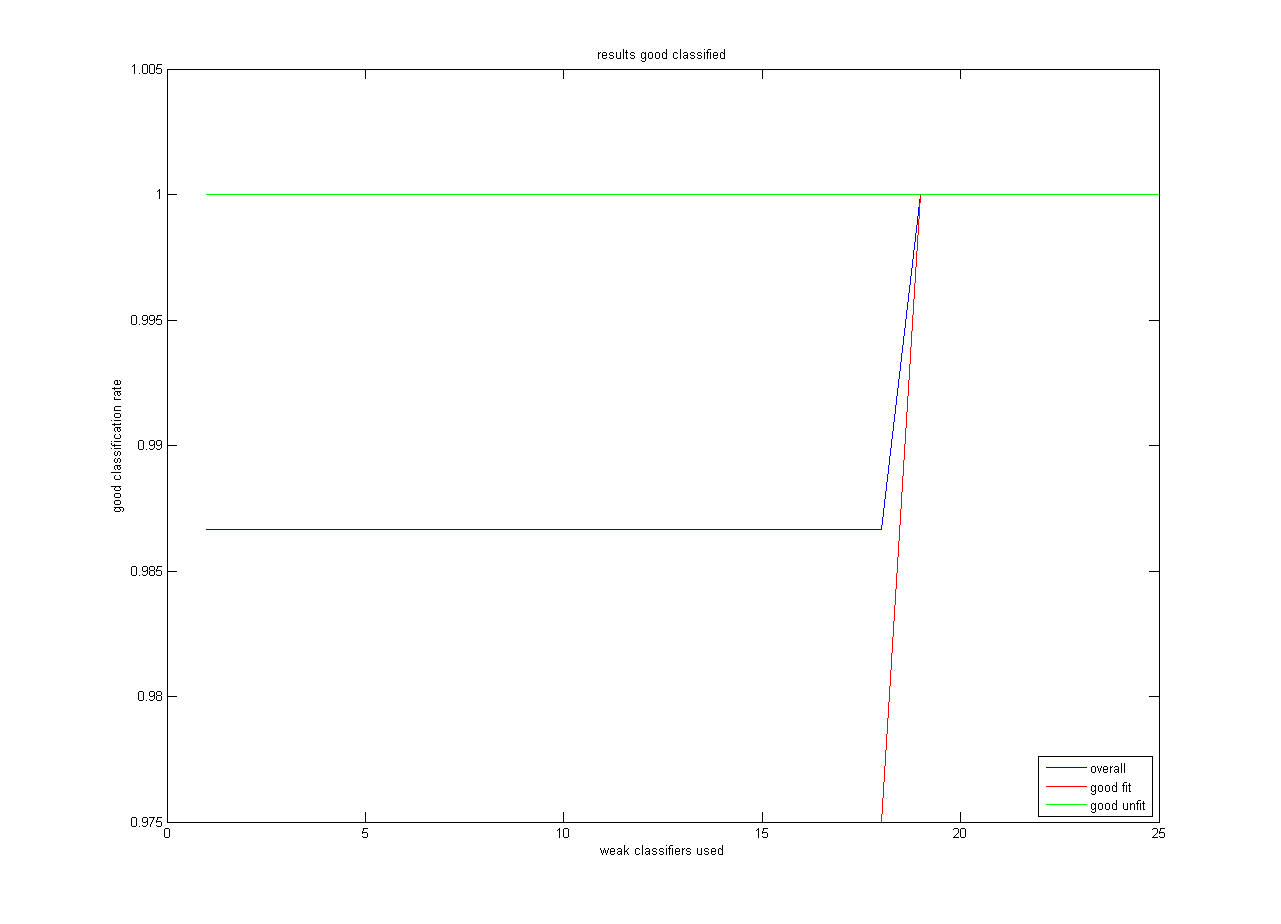 results good classified
1.005
1
0.995
0.99
0.985
0.98
0.975
good classification rate
0 5 10 15 20 25
weak classifiers used
overall
good fit
good unfit